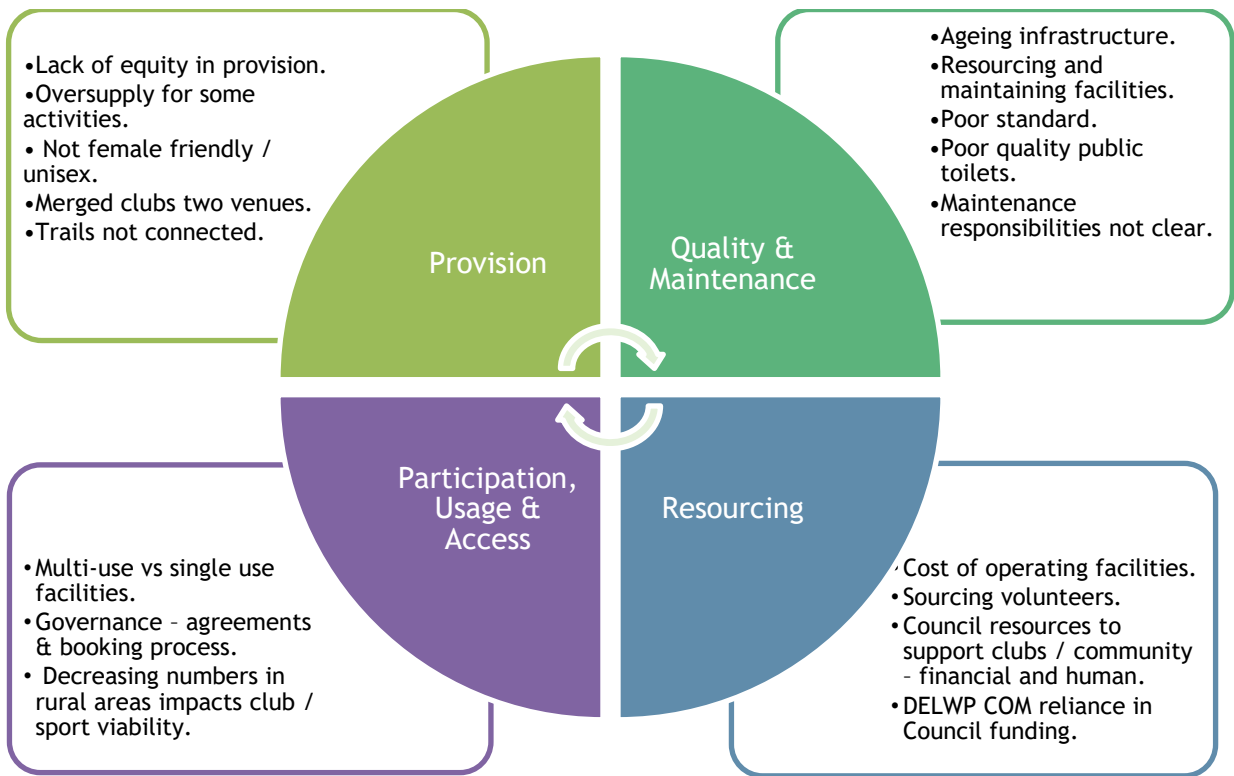 •Lack of equity in provision.
•Oversupply for some
activities.
• Not female friendly /
unisex.
•Merged clubs two venues.
•Trails not connected.
Provision
•Ageing infrastructure.
•Resourcing and
maintaining facilities.
•Poor standard.
•Poor quality public
toilets.
•Maintenance
responsibilities not clear.
Quality &
Maintenance
Participation,
Usage &
Access
•Multi-use vs single use
facilities.
•Governance – agreements
& booking process.
• Decreasing numbers in
rural areas impacts club /
sport viability.
Resourcing
•Cost of operating facilities.
•Sourcing volunteers.
•Council resources to
support clubs / community
– financial and human.
•DELWP COM reliance in
Council funding.